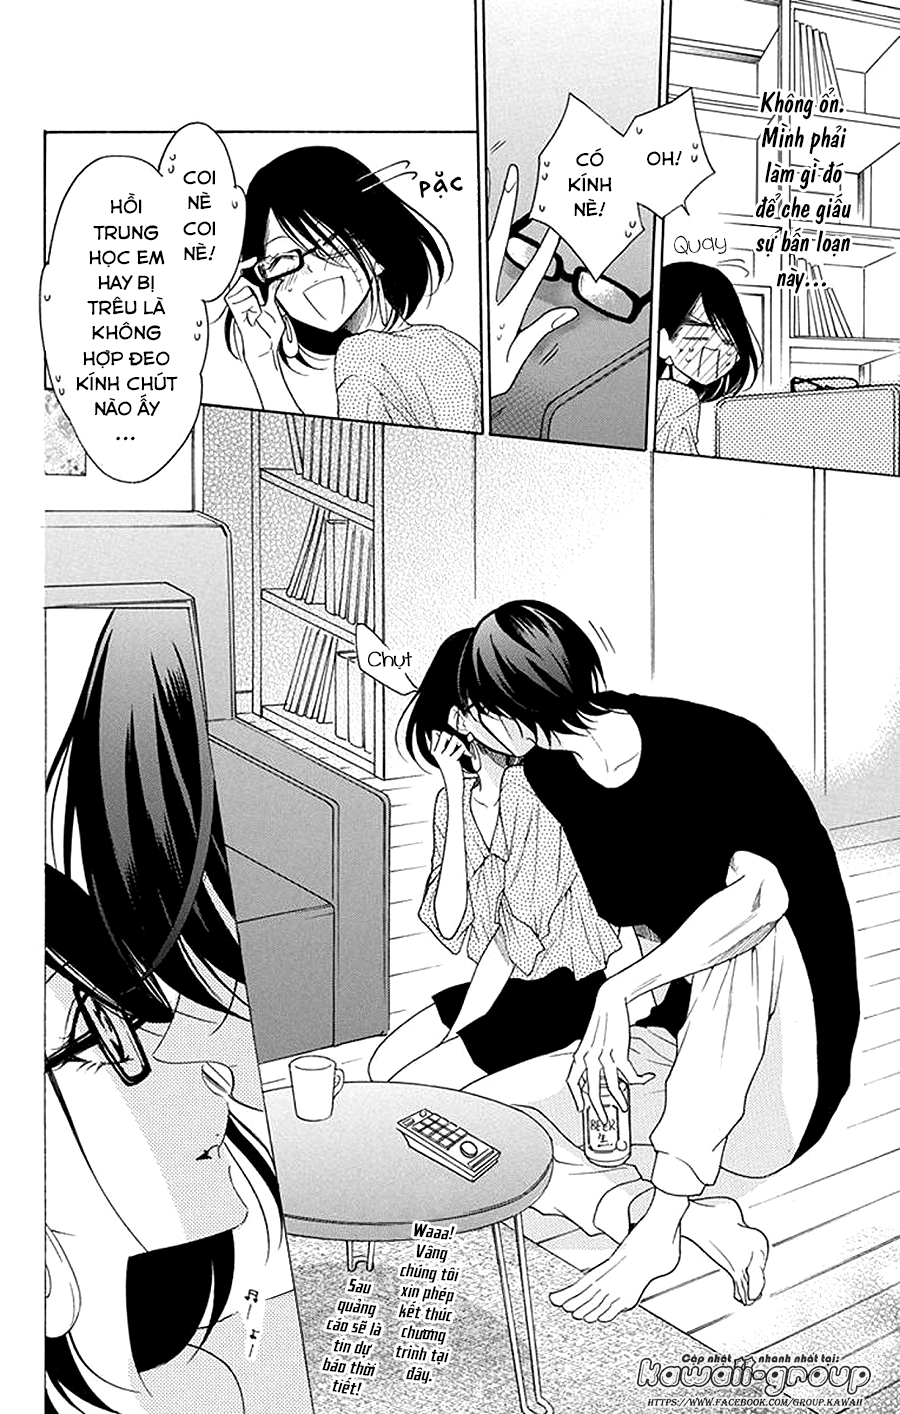 Không ổn.
Mình phải
làm gì đó
để che giấu
sự bấn loạn
này...
Quay
OH!
CÓ
KÍNH
NÈ!
PẶC
COI
NÈ
COI
NÈ!
HỒI
TRUNG
HỌC EM
HAY BỊ
TRÊU LÀ
KHÔNG
HỢP ĐEO
KÍNH CHÚT
NÀO ẤY
...
Chụt
BEER
生
Waaa!
Vâng
chúng tôi
xin phép
kết thúc
chương
trình tại
đây.
Sau
quảng
cáo sẽ là
tin dự
báo thời
tiết!
Cập nhật nhanh nhất tại:
kawaii-group
HTTPS://WWW.FACEBOOK.COM/GROUP.KAWAII